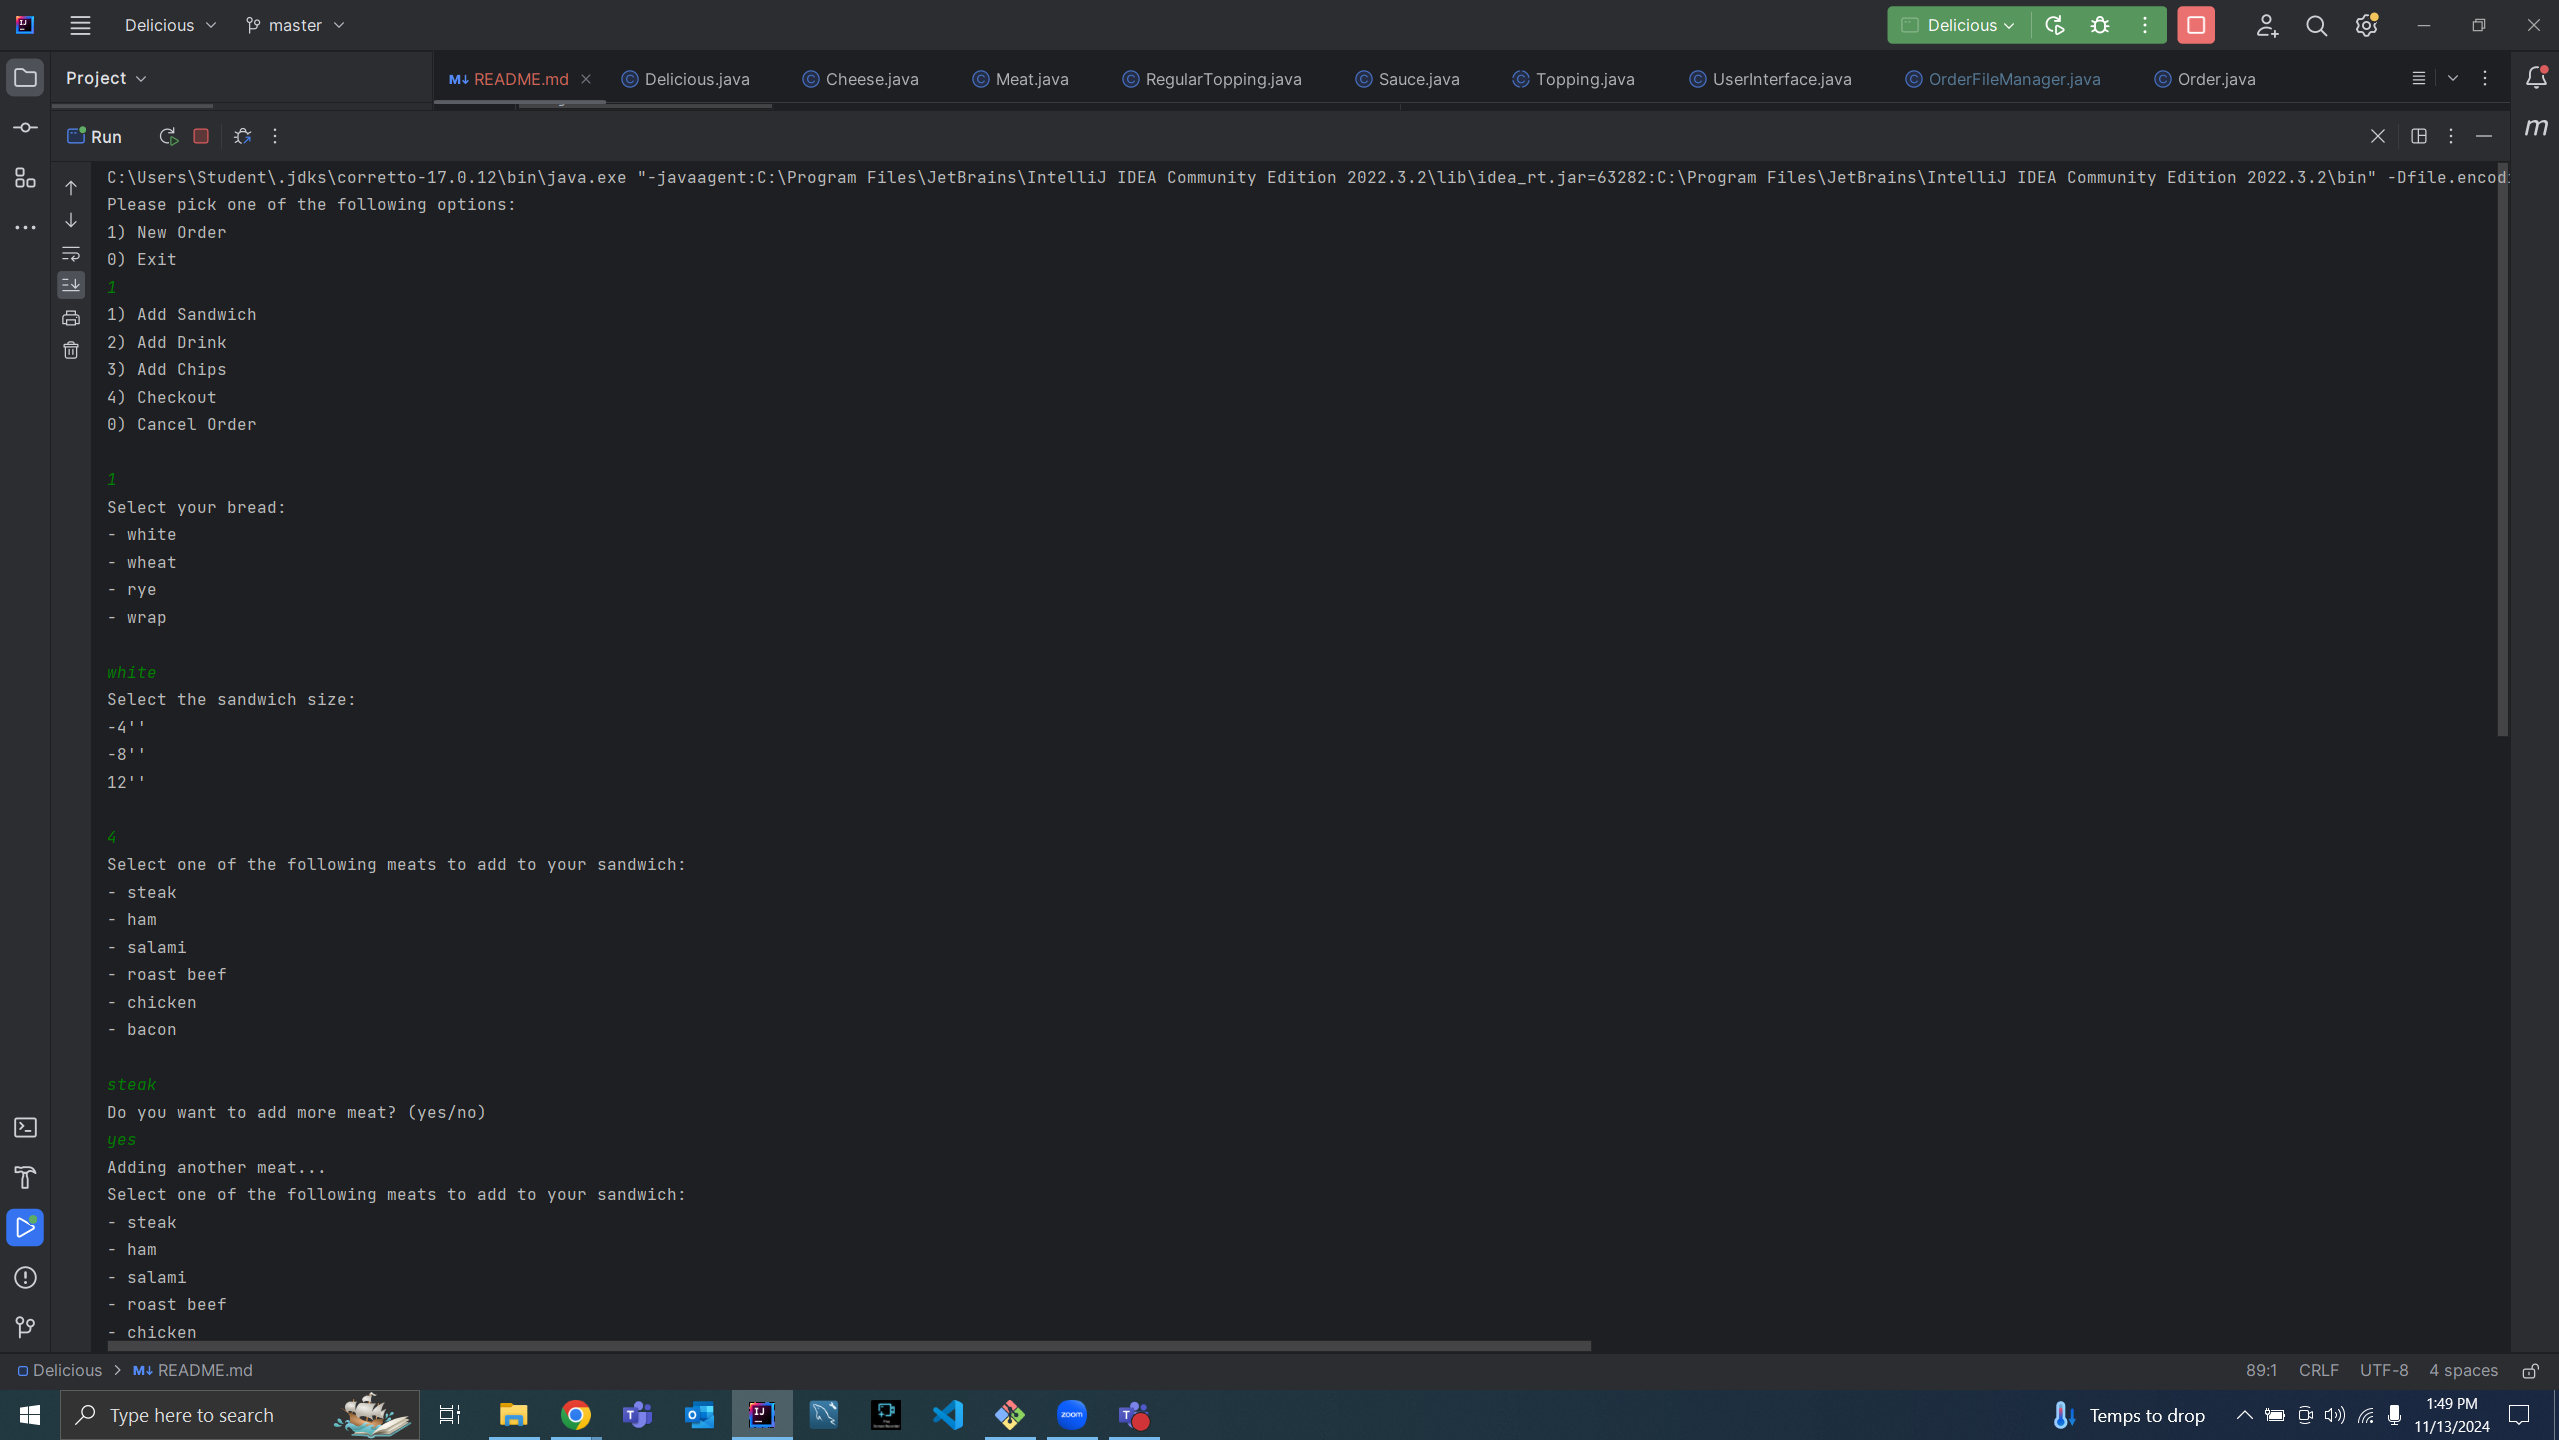 Delicious master Delicious
Project README.md Delicious.java Cheese.java Meat.java RegularTopping.java Sauce.java Topping.java UserInterface.java OrderFileManager.java Order.java
Run
C:\Users\Student\.jdks\corretto-17.0.12\bin\java.exe "-javaagent:C:\Program Files\JetBrains\IntelliJ IDEA Community Edition 2022.3.2\lib\idea_rt.jar=63282:C:\Program Files\JetBrains\IntelliJ IDEA Community Edition 2022.3.2\bin" -Dfile.encodi
Please pick one of the following options:
1) New Order
0) Exit
1
1) Add Sandwich
2) Add Drink
3) Add Chips
4) Checkout
0) Cancel Order
1
Select your bread:
- white
- wheat
- rye
- wrap
white
Select the sandwich size:
-4''
-8''
12''
4
Select one of the following meats to add to your sandwich:
- steak
- ham
- salami
- roast beef
- chicken
- bacon
steak
Do you want to add more meat? (yes/no)
yes
Adding another meat...
Select one of the following meats to add to your sandwich:
- steak
- ham
- salami
- roast beef
- chicken
Delicious > README.md 89:1 CRLF UTF-8 4 spaces
Type here to search zoom Temps to drop 1:49 PM
11/13/2024